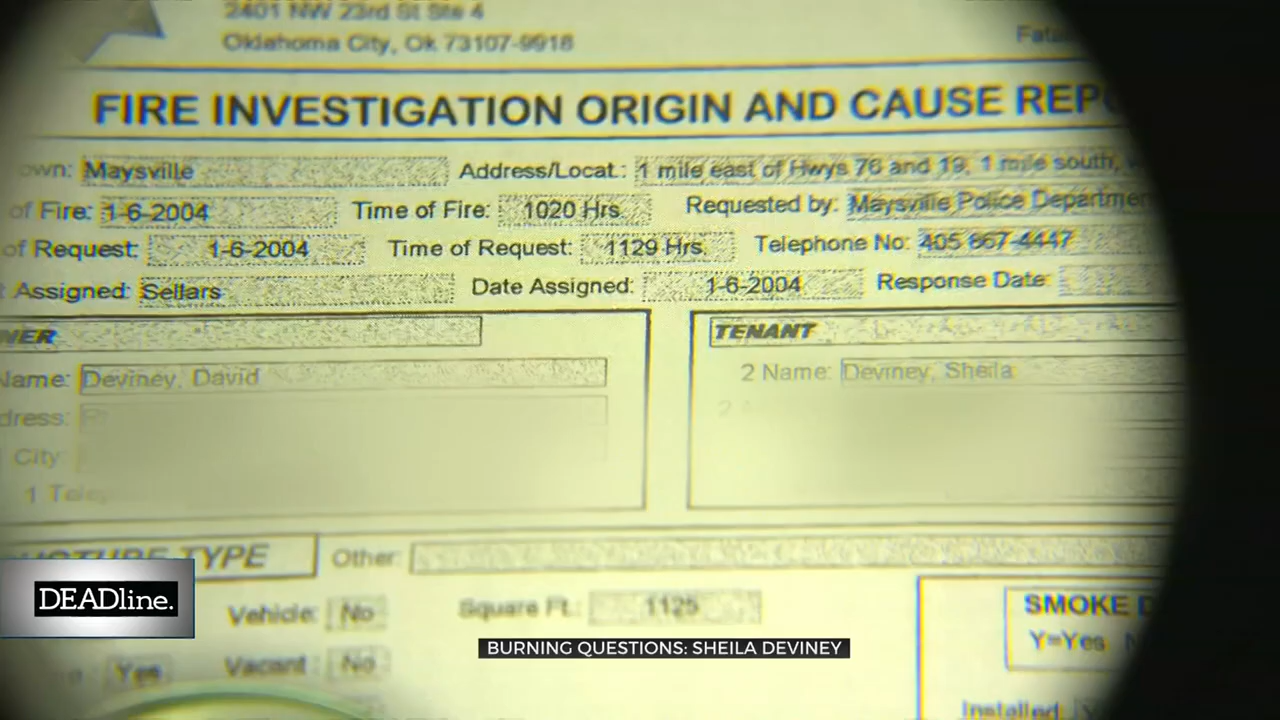 2401 NW 23rd St Ste 4
Oklahoma City, Ok 73107-9918
FIRE INVESTIGATION ORIGIN AND CAUSE REPO
own: Maysville Address/Locat.: 1 mile east of Hwys 76 and 19, 1 mile south,
of Fire: 1-6-2004 Time of Fire: 1020 Hrs. Requested by: Maysville Police Departmen
of Request: 1-6-2004 Time of Request: 1129 Hrs. Telephone No: 405 867-4447
Assigned: Sellars Date Assigned: 1-6-2004 Response Date:
NER TENANT
Name: Deviney, David 2 Name: Deviney, Sheila
dress:
City:
1 Tele
UCTURE TYPE Other:
DEADline.
Vehicle: No Square Ft.: 1125 SMOKE D
BURNING QUESTIONS: SHEILA DEVINEY Y=Yes
Yes Vacant: No
Installed: